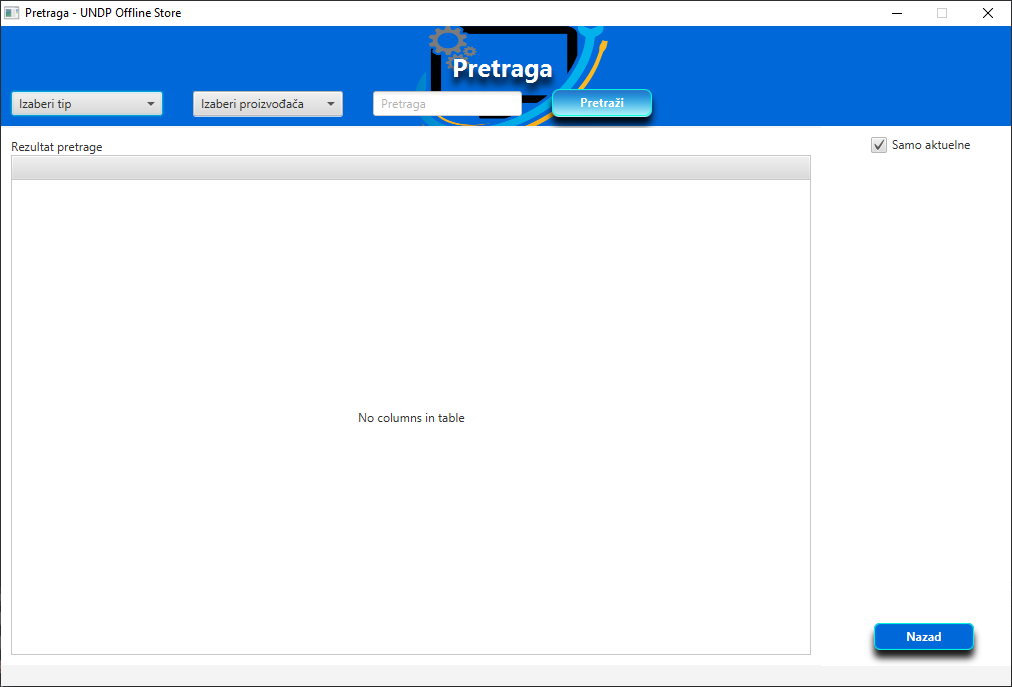 Pretraga - UNDP Offline Store
Pretraga
Izaberi tip
Izaberi proizvođača
Pretraga
Pretraži
Rezultat pretrage
Samo aktuelne
No columns in table
Nazad